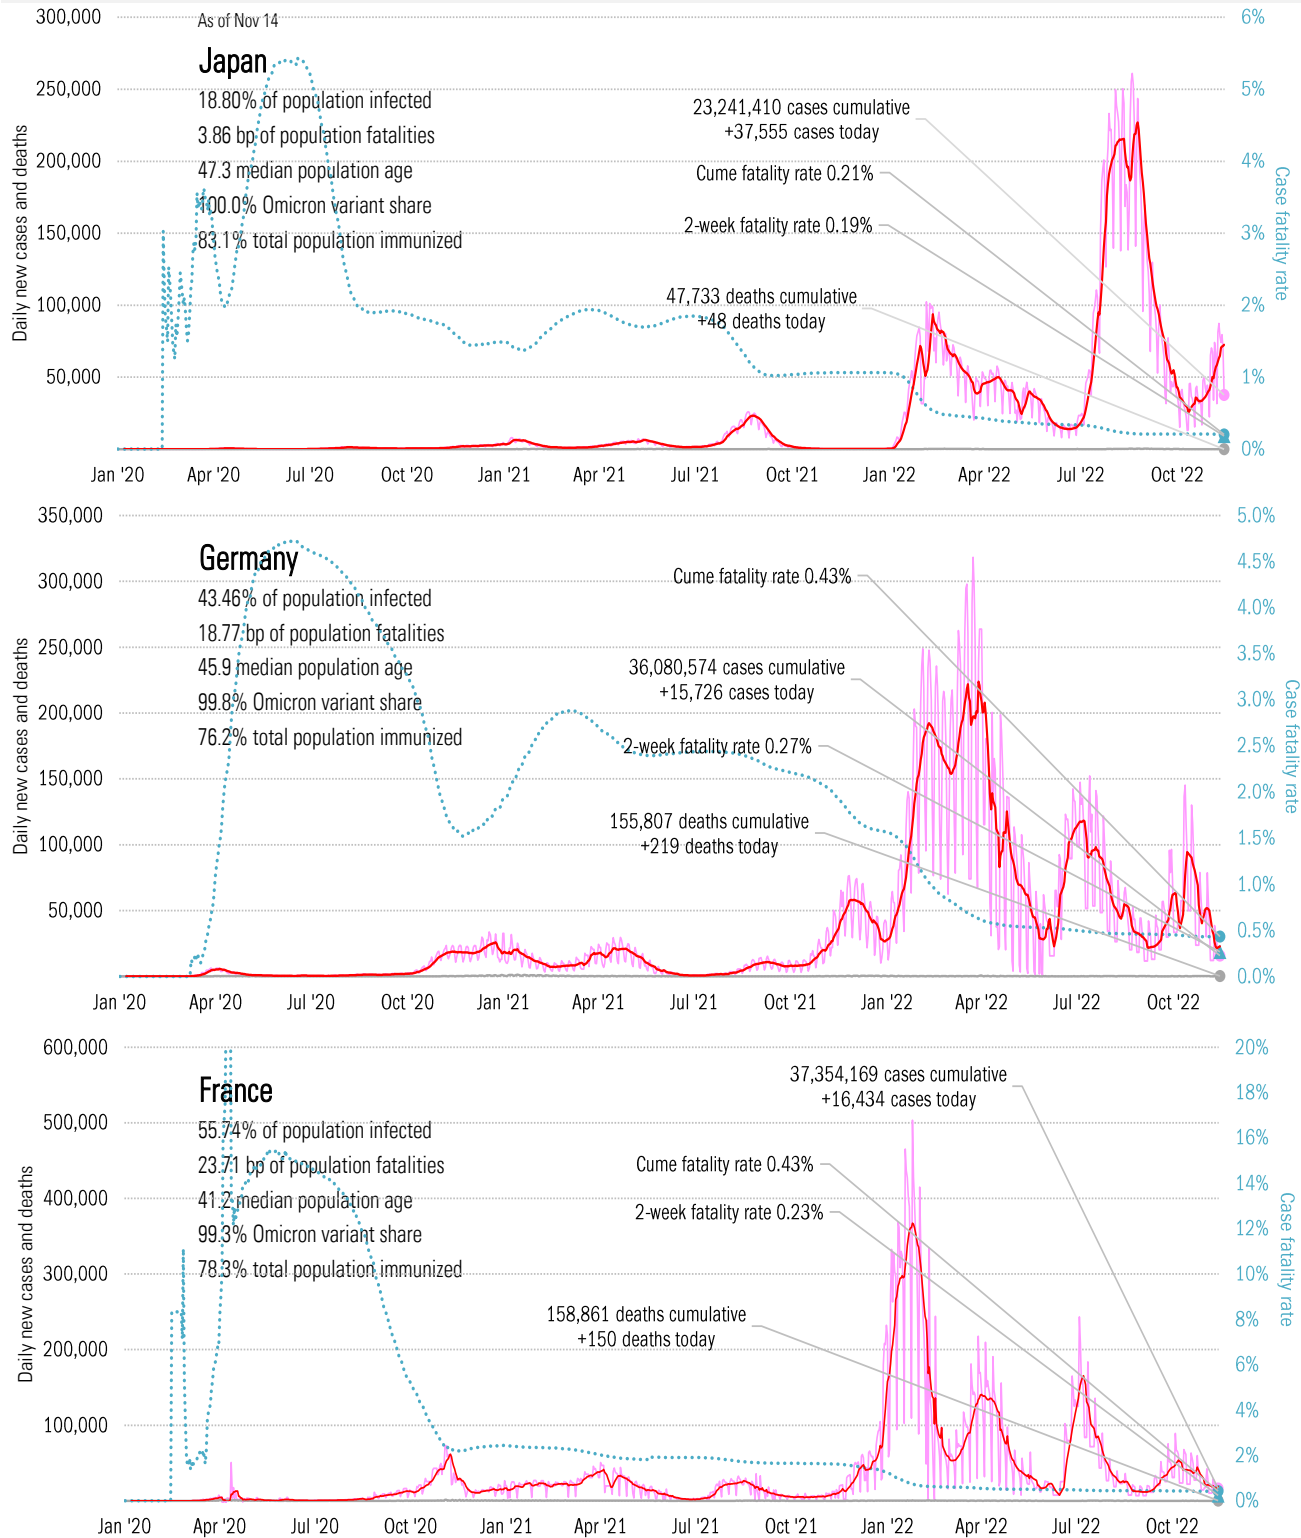 300,000
As of Nov 14
6%
Japan
250,000
5%
18.80% of population infected
23,241,410 cases cumulative
+37,555 cases today
3.86 bp of population fatalities
200,000
4%
47.3 median population age
Cume fatality rate 0.21%
100.0% Omicron variant share
2-week fatality rate 0.19%
150,000
3%
83.1% total population immunized
47,733 deaths cumulative
+48 deaths today
100,000
2%
50,000
1%
0%
Daily new cases and deaths
Case fatality rate
Jan '20 Apr '20 Jul '20 Oct '20 Jan '21 Apr '21 Jul '21 Oct '21 Jan '22 Apr '22 Jul '22 Oct '22
350,000
5.0%
Germany
4.5%
300,000
Cume fatality rate 0.43%
43.46% of population infected
4.0%
18.77 bp of population fatalities
250,000
3.5%
45.9 median population age
36,080,574 cases cumulative
+15,726 cases today
99.8% Omicron variant share
3.0%
200,000
76.2% total population immunized
2-week fatality rate 0.27%
2.5%
150,000
2.0%
155,807 deaths cumulative
+219 deaths today
100,000
1.5%
1.0%
50,000
0.5%
0.0%
Daily new cases and deaths
Case fatality rate
Jan '20 Apr '20 Jul '20 Oct '20 Jan '21 Apr '21 Jul '21 Oct '21 Jan '22 Apr '22 Jul '22 Oct '22
600,000
20%
France
37,354,169 cases cumulative
+16,434 cases today
18%
500,000
55.74% of population infected
16%
23.71 bp of population fatalities
Cume fatality rate 0.43%
14%
400,000
41.2 median population age
2-week fatality rate 0.23%
99.3% Omicron variant share
12%
300,000
78.3% total population immunized
10%
158,861 deaths cumulative
+150 deaths today
8%
200,000
6%
100,000
4%
2%
0%
Daily new cases and deaths
Case fatality rate
Jan '20 Apr '20 Jul '20 Oct '20 Jan '21 Apr '21 Jul '21 Oct '21 Jan '22 Apr '22 Jul '22 Oct '22